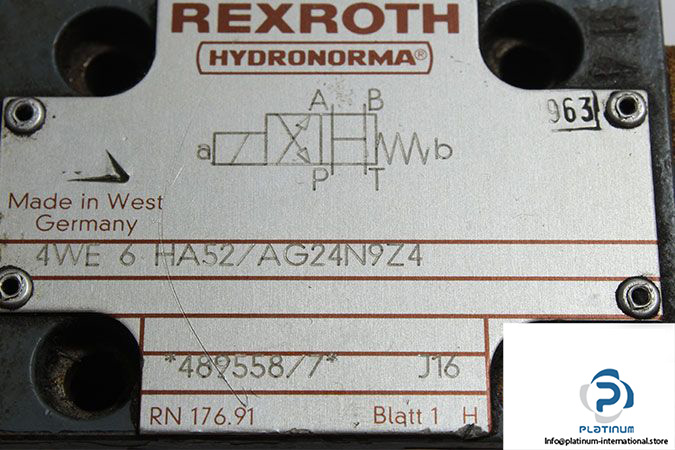 REXROTH
HYDRONORMA®
963
A B
a b
P T
Made in West
Germany
4WE 6 HA52/AG24N9Z4
*489558/7* J16
RN 176.91 Blatt 1 H
PLATINUM
Info@platinum-international.store